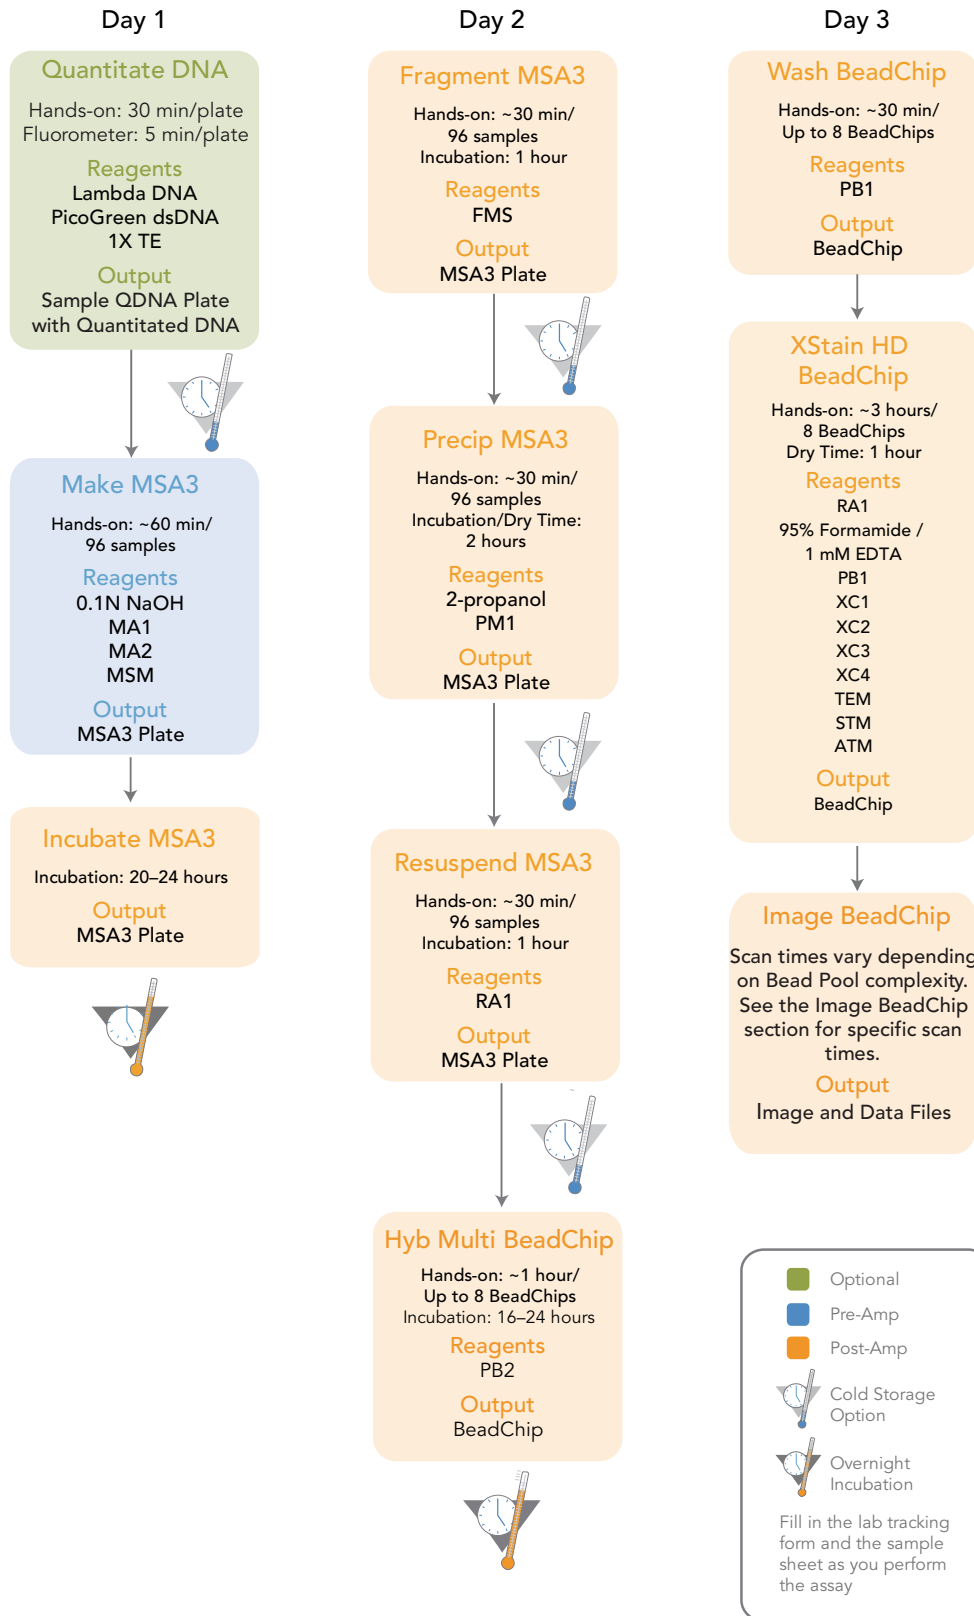 Day 1
Quantitate DNA
Hands-on: 30 min/plate
Fluorometer: 5 min/plate
Reagents
Lambda DNA
PicoGreen dsDNA
1X TE
Output
Sample QDNA Plate
with Quantitated DNA
Make MSA3
Hands-on: ~60 min/
96 samples
Reagents
0.1N NaOH
MA1
MA2
MSM
Output
MSA3 Plate
Incubate MSA3
Incubation: 20–24 hours
Output
MSA3 Plate
Day 2
Fragment MSA3
Hands-on: ~30 min/
96 samples
Incubation: 1 hour
Reagents
FMS
Output
MSA3 Plate
Precip MSA3
Hands-on: ~30 min/
96 samples
Incubation/Dry Time:
2 hours
Reagents
2-propanol
PM1
Output
MSA3 Plate
Resuspend MSA3
Hands-on: ~30 min/
96 samples
Incubation: 1 hour
Reagents
RA1
Output
MSA3 Plate
Hyb Multi BeadChip
Hands-on: ~1 hour/
Up to 8 BeadChips
Incubation: 16–24 hours
Reagents
PB2
Output
BeadChip
Day 3
Wash BeadChip
Hands-on: ~30 min/
Up to 8 BeadChips
Reagents
PB1
Output
BeadChip
XStain HD
BeadChip
Hands-on: ~3 hours/
8 BeadChips
Dry Time: 1 hour
Reagents
RA1
95% Formamide /
1 mM EDTA
PB1
XC1
XC2
XC3
XC4
TEM
STM
ATM
Output
BeadChip
Image BeadChip
Scan times vary depending
on Bead Pool complexity.
See the Image BeadChip
section for specific scan
times.
Output
Image and Data Files
Optional
Pre-Amp
Post-Amp
Cold Storage
Option
Overnight
Incubation
Fill in the lab tracking
form and the sample
sheet as you perform
the assay